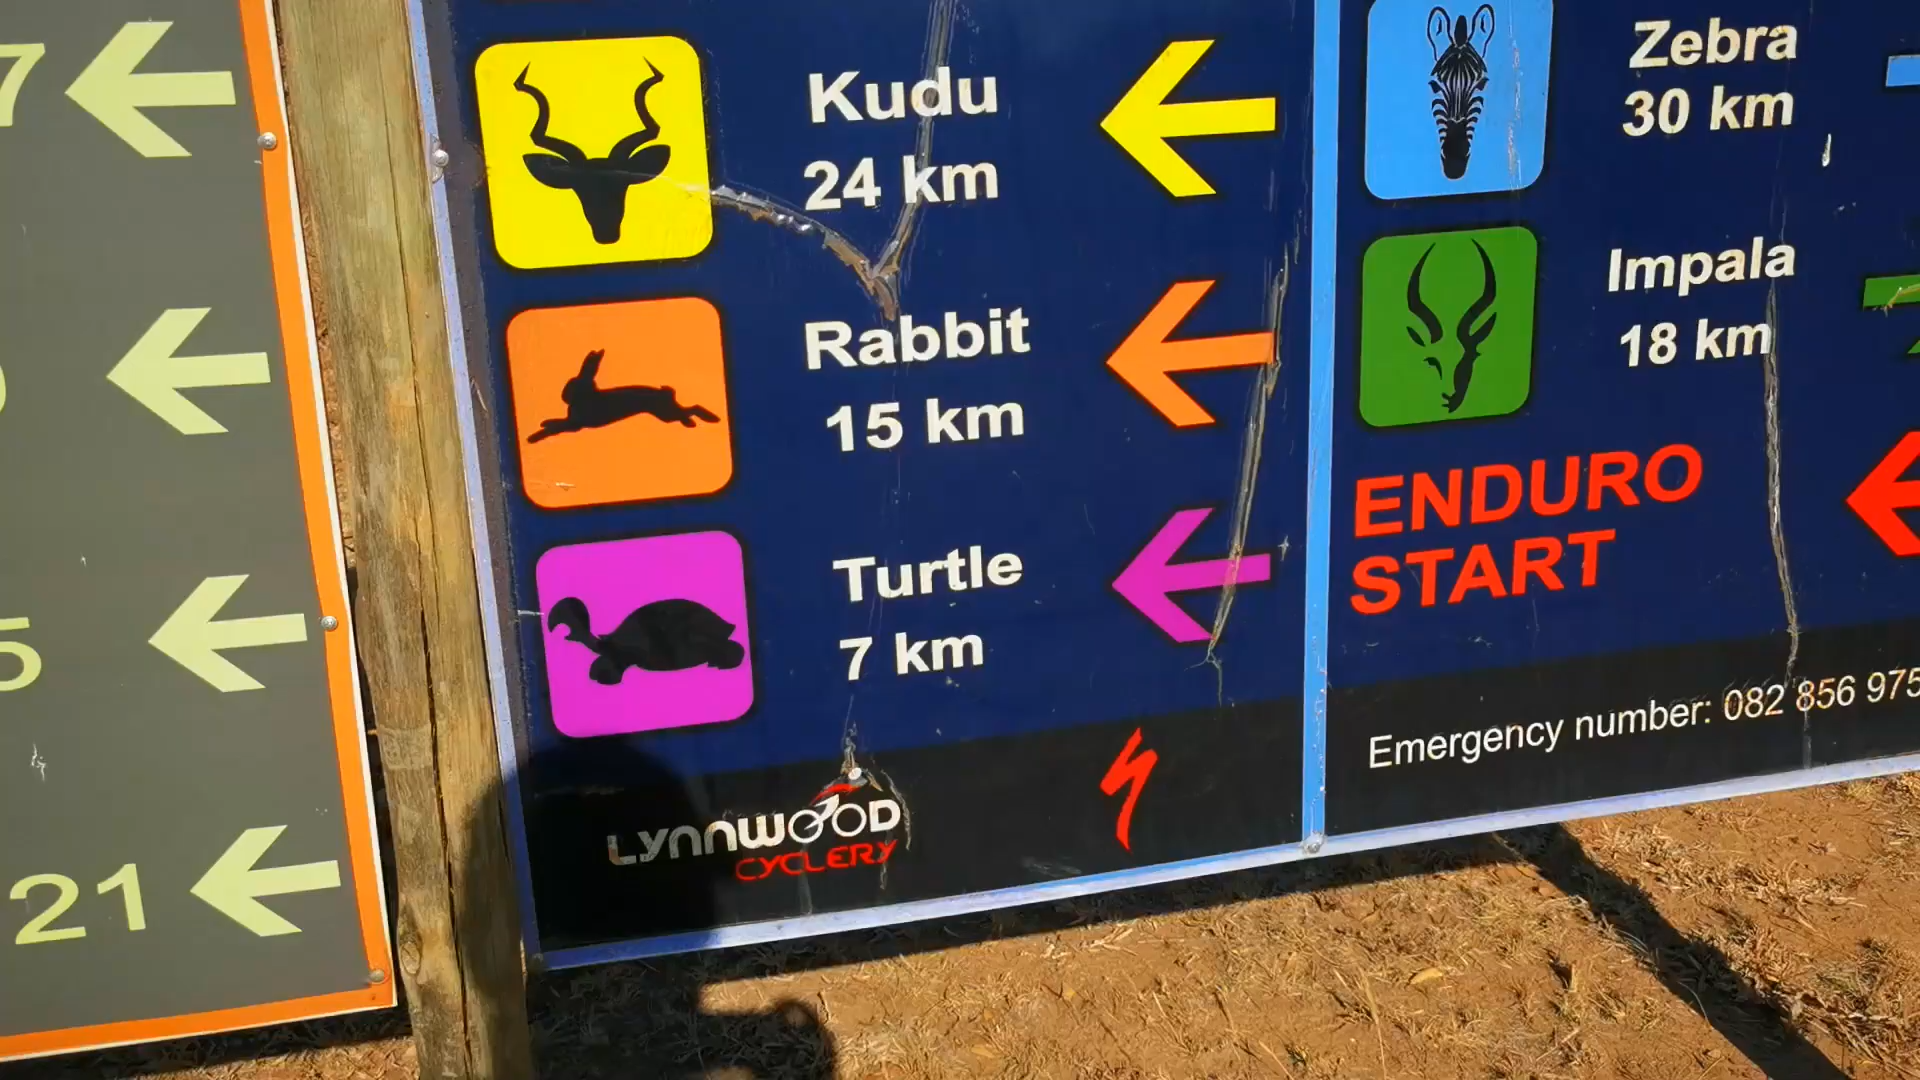 7
5
21
Kudu
24 km
Rabbit
15 km
Turtle
7 km
LYNNWOOD
CYCLERY
Zebra
30 km
Impala
18 km
ENDURO
START
Emergency number: 082 856 975